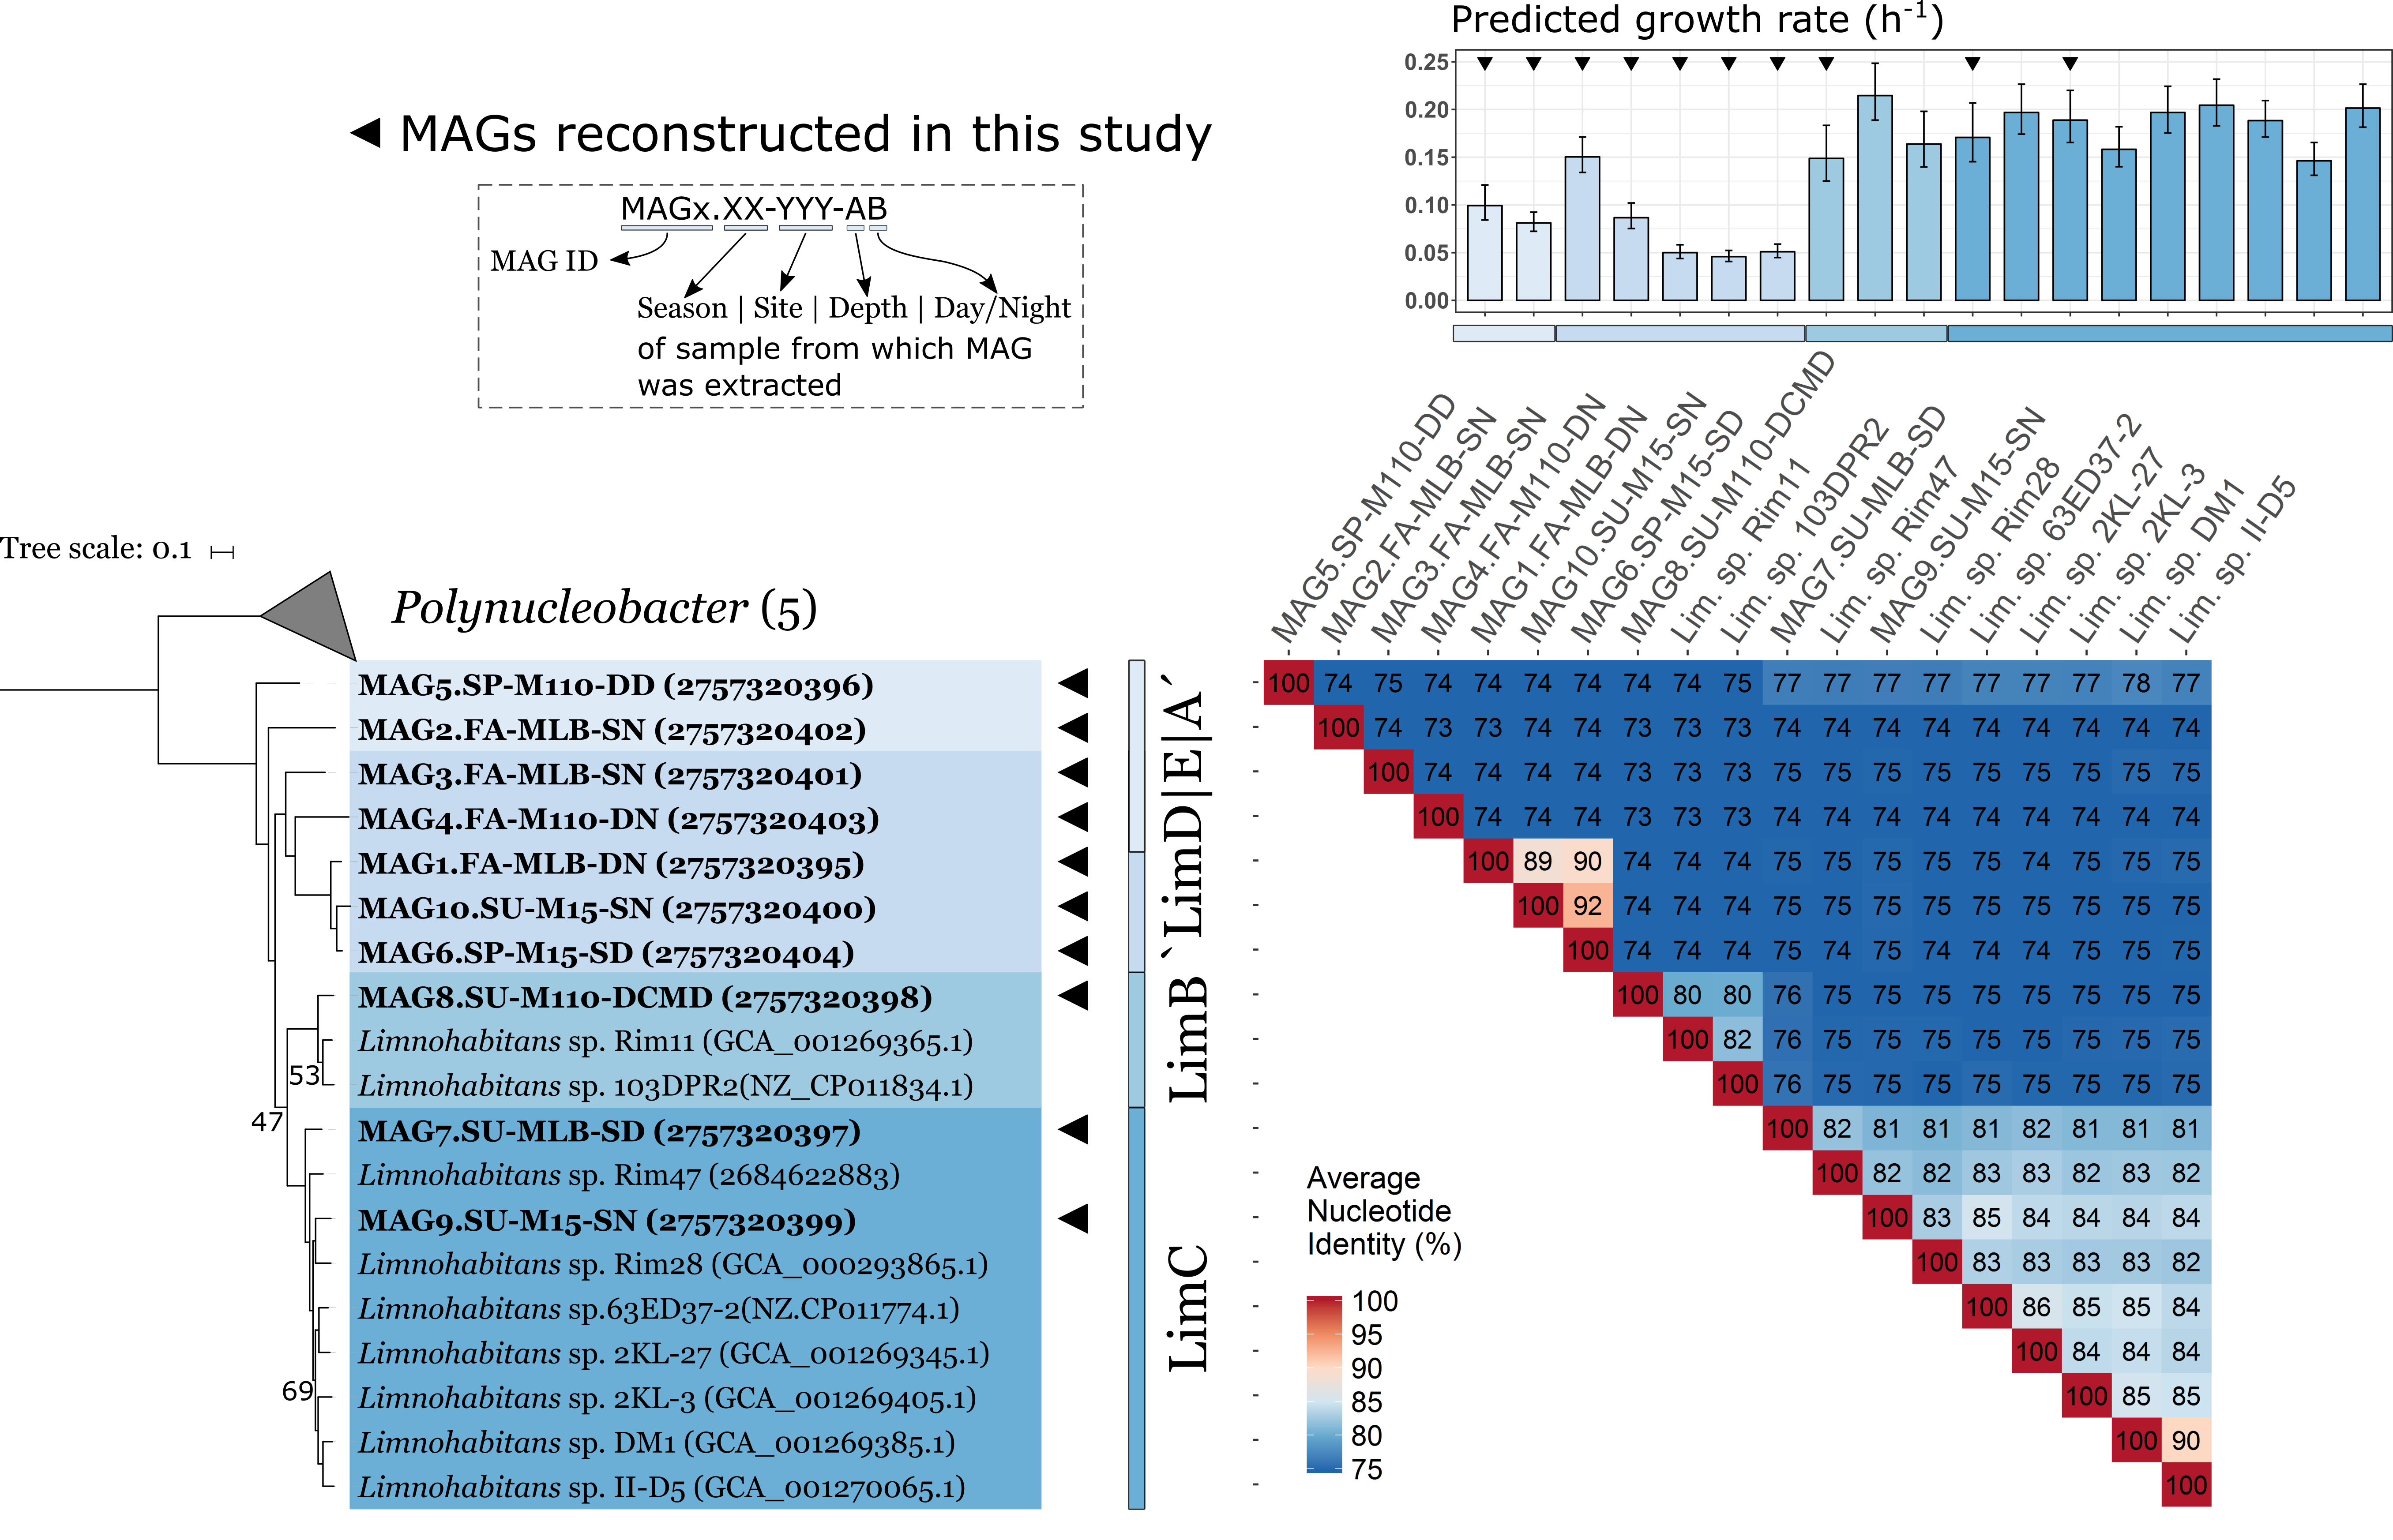 Predicted growth rate (h-1)
0.25
0.20
0.15
0.10
0.05
0.00
MAGs reconstructed in this study
MAGx.XX-YYY-AB
MAG ID
Season | Site | Depth | Day/Night
of sample from which MAG
was extracted
Tree scale: 0.1
Polynucleobacter (5)
MAG5.SP-M110-DD (2757320396)
MAG2.FA-MLB-SN (2757320402)
MAG3.FA-MLB-SN (2757320401)
MAG4.FA-M110-DN (2757320403)
MAG1.FA-MLB-DN (2757320395)
MAG10.SU-M15-SN (2757320400)
MAG6.SP-M15-SD (2757320404)
MAG8.SU-M110-DCMD (2757320398)
Limnohabitans sp. Rim11 (GCA_001269365.1)
Limnohabitans sp. 103DPR2(NZ_CP011834.1)
MAG7.SU-MLB-SD (2757320397)
Limnohabitans sp. Rim47 (2684622883)
MAG9.SU-M15-SN (2757320399)
Limnohabitans sp. Rim28 (GCA_000293865.1)
Limnohabitans sp.63ED37-2(NZ.CP011774.1)
Limnohabitans sp. 2KL-27 (GCA_001269345.1)
Limnohabitans sp. 2KL-3 (GCA_001269405.1)
Limnohabitans sp. DM1 (GCA_001269385.1)
Limnohabitans sp. II-D5 (GCA_001270065.1)
53
47
69
`LimD|E|A´
LimB
LimC
MAG5.SP-M110-DD
MAG2.FA-MLB-SN
MAG3.FA-MLB-SN
MAG4.FA-M110-DN
MAG1.FA-MLB-DN
MAG10.SU-M15-SN
MAG6.SP-M15-SD
MAG8.SU-M110-DCMD
Lim. sp. Rim11
Lim. sp. 103DPR2
MAG7.SU-MLB-SD
Lim. sp. Rim47
MAG9.SU-M15-SN
Lim. sp. Rim28
Lim. sp. 63ED37-2
Lim. sp. 2KL-27
Lim. sp. 2KL-3
Lim. sp. DM1
Lim. sp. II-D5
100 74 75 74 74 74 74 74 74 75 77 77 77 77 77 77 77 78 77
100 74 73 73 74 74 73 73 74 74 74 74 74 74 74 74 74
100 74 74 74 74 73 73 73 75 75 75 75 75 75 75 75 75
100 74 74 74 73 73 73 74 74 74 74 74 74 74 74 74
100 89 90 74 74 74 75 75 75 75 75 74 75 75 75
100 92 74 74 74 75 75 75 75 75 75 75 75 75
100 74 74 74 75 74 75 74 74 74 75 75 75
100 80 80 76 75 75 75 75 75 75 75 75
100 82 76 75 75 75 75 75 75 75 75
100 76 75 75 75 75 75 75 75 75
100 82 81 81 81 82 81 81 81
100 82 82 83 83 82 83 82
100 83 85 84 84 84 84
100 83 83 83 83 82
100 86 85 85 84
100 84 84 84
100 85 85
100 90
100
Average
Nucleotide
Identity (%)
100
95
90
85
80
75